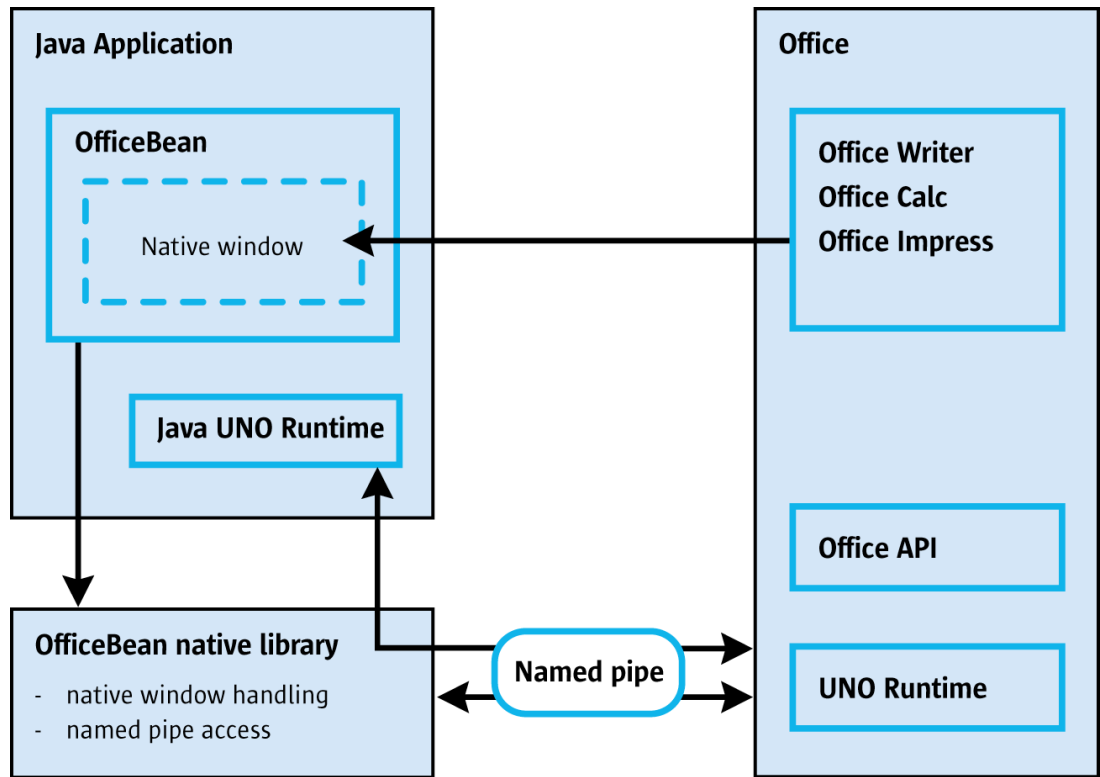 Java Application
OfficeBean
Native window
Java UNO Runtime
OfficeBean native library
- native window handling
- named pipe access
Named pipe
Office
Office Writer
Office Calc
Office Impress
Office API
UNO Runtime